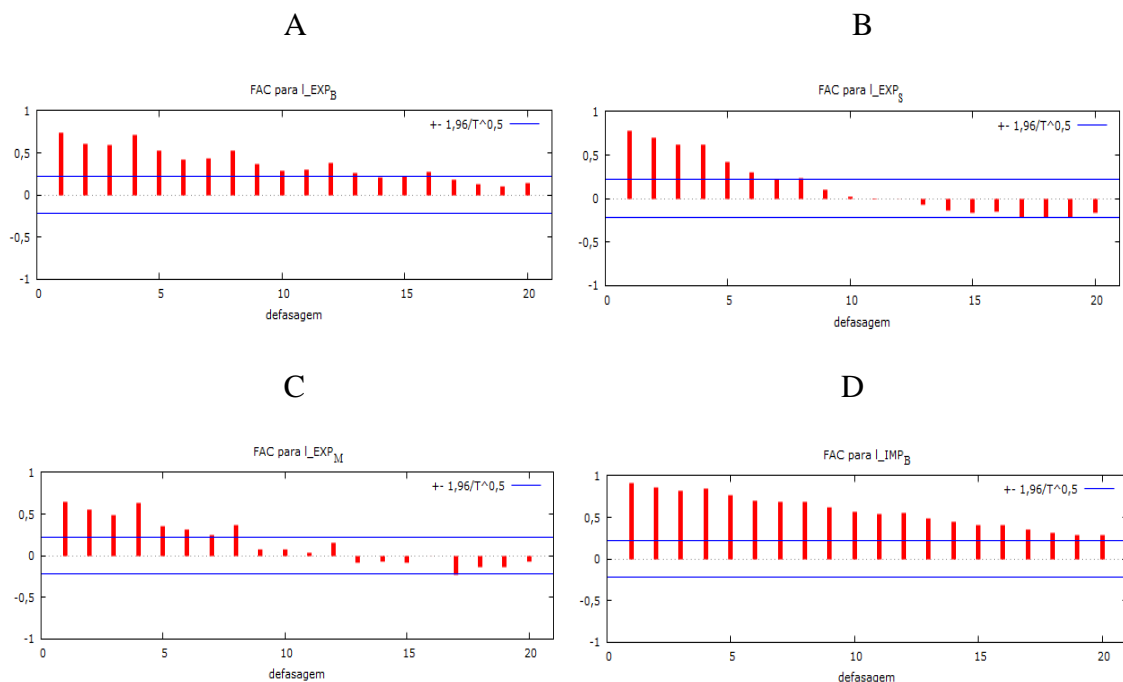 A
B
FAC para l_EXP_B
+- 1,96/T^0,5
1
0,5
0
-0,5
-1
0
5
10
15
20
defasagem
FAC para l_EXP_S
+- 1,96/T^0,5
1
0,5
0
-0,5
-1
0
5
10
15
20
defasagem
C
D
FAC para l_EXP_M
+- 1,96/T^0,5
1
0,5
0
-0,5
-1
0
5
10
15
20
defasagem
FAC para l_IMP_B
+- 1,96/T^0,5
1
0,5
0
-0,5
-1
0
5
10
15
20
defasagem